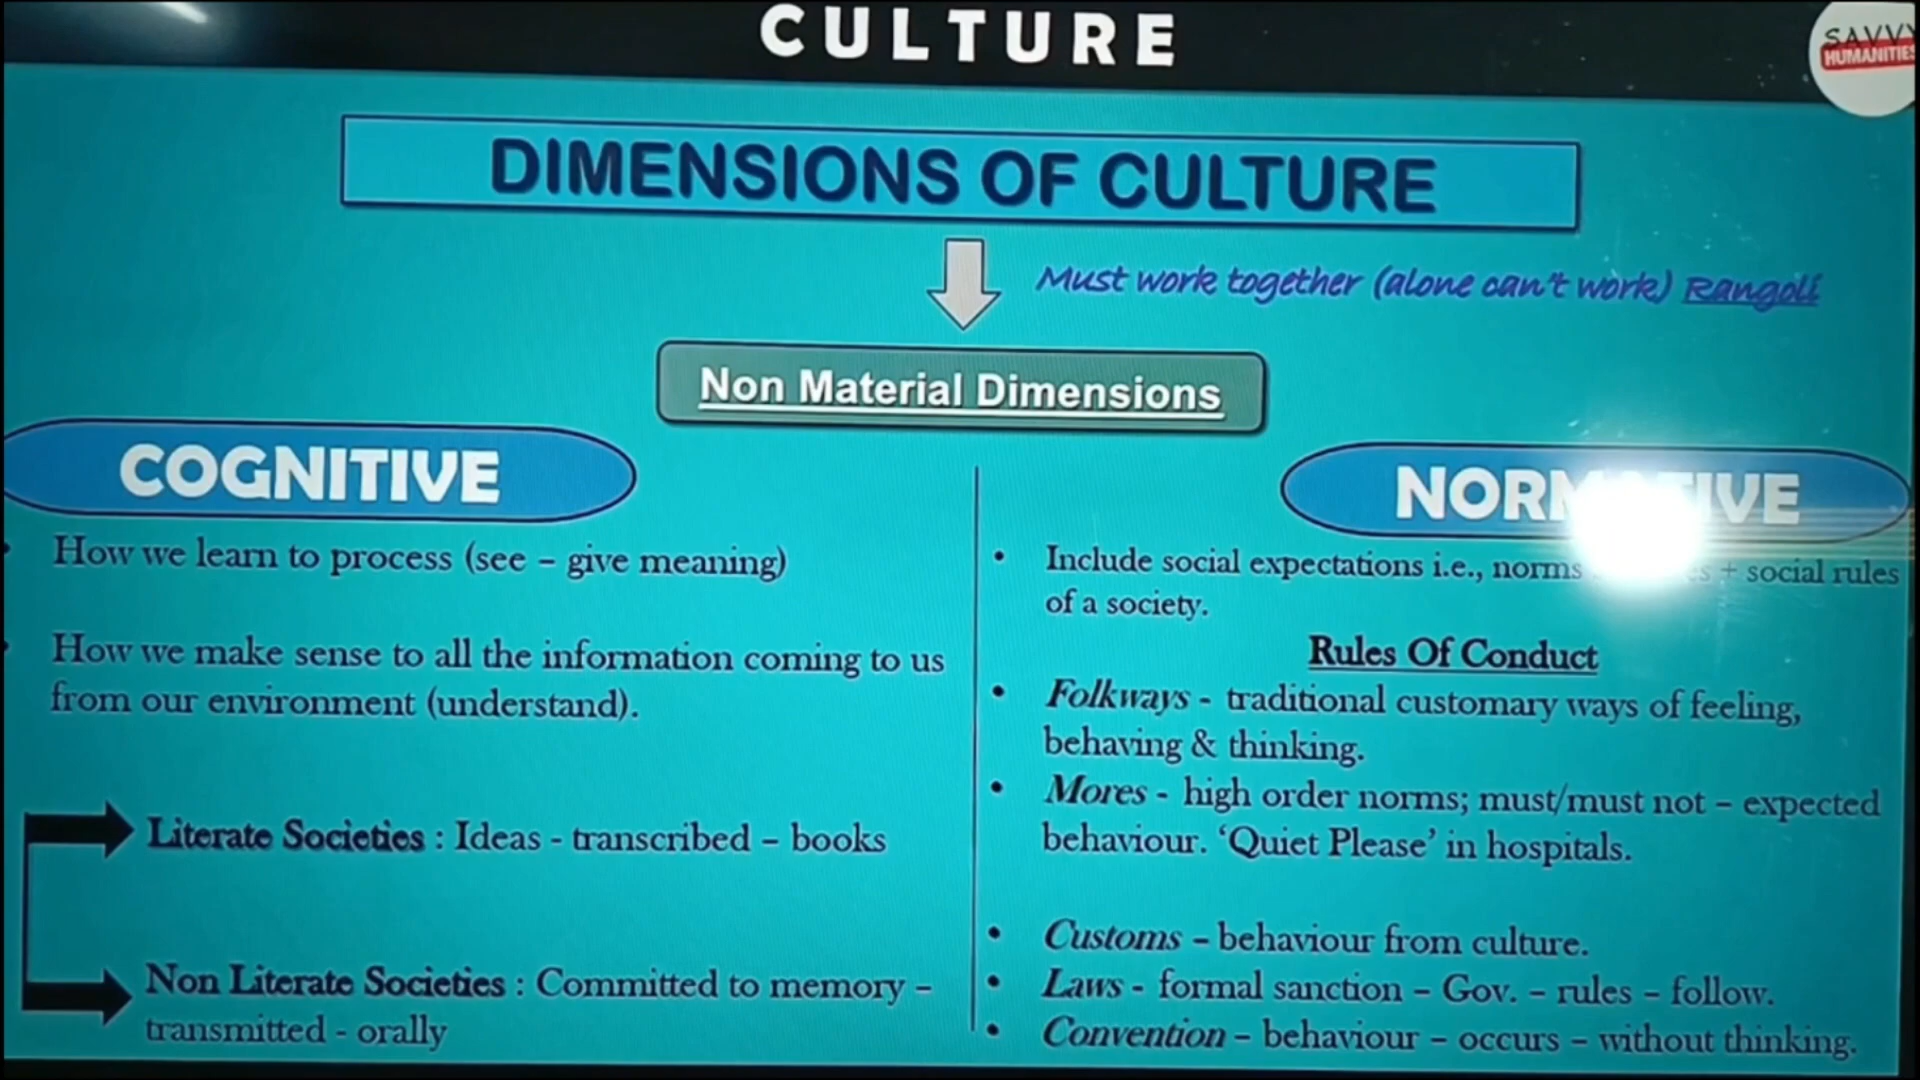 CULTURE
SAVVY
HUMANITIES
DIMENSIONS OF CULTURE
Must work together (alone can't work) Rangoli
Non Material Dimensions
COGNITIVE
NORMATIVE
How we learn to process (see – give meaning)
How we make sense to all the information coming to us
from our environment (understand).
Literate Societies : Ideas - transcribed – books
Non Literate Societies : Committed to memory –
transmitted - orally
• Include social expectations i.e., norms + social rules
of a society.
Rules Of Conduct
• Folkways - traditional customary ways of feeling,
behaving & thinking.
• Mores - high order norms; must/must not – expected
behaviour. ‘Quiet Please’ in hospitals.
• Customs – behaviour from culture.
• Laws - formal sanction – Gov. – rules – follow.
• Convention – behaviour – occurs – without thinking.